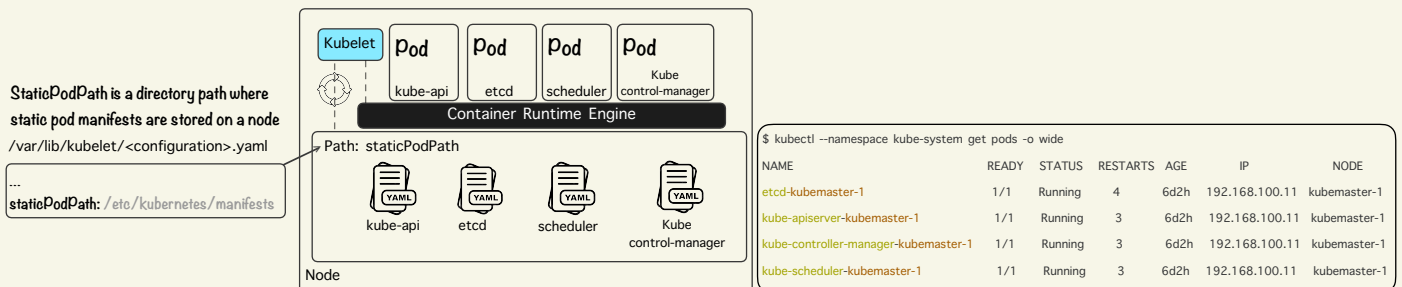 StaticPodPath is a directory path where
static pod manifests are stored on a node
/var/lib/kubelet/<configuration>.yaml
...
staticPodPath: /etc/kubernetes/manifests
Kubelet
Pod
kube-api
Pod
etcd
Pod
scheduler
Pod
Kube
control-manager
Container Runtime Engine
Path: staticPodPath
YAML
kube-api
YAML
etcd
YAML
scheduler
YAML
Kube
control-manager
Node
$ kubectl --namespace kube-system get pods -o wide
NAME READY STATUS RESTARTS AGE IP NODE
etcd-kubemaster-1 1/1 Running 4 6d2h 192.168.100.11 kubemaster-1
kube-apiserver-kubemaster-1 1/1 Running 3 6d2h 192.168.100.11 kubemaster-1
kube-controller-manager-kubemaster-1 1/1 Running 3 6d2h 192.168.100.11 kubemaster-1
kube-scheduler-kubemaster-1 1/1 Running 3 6d2h 192.168.100.11 kubemaster-1